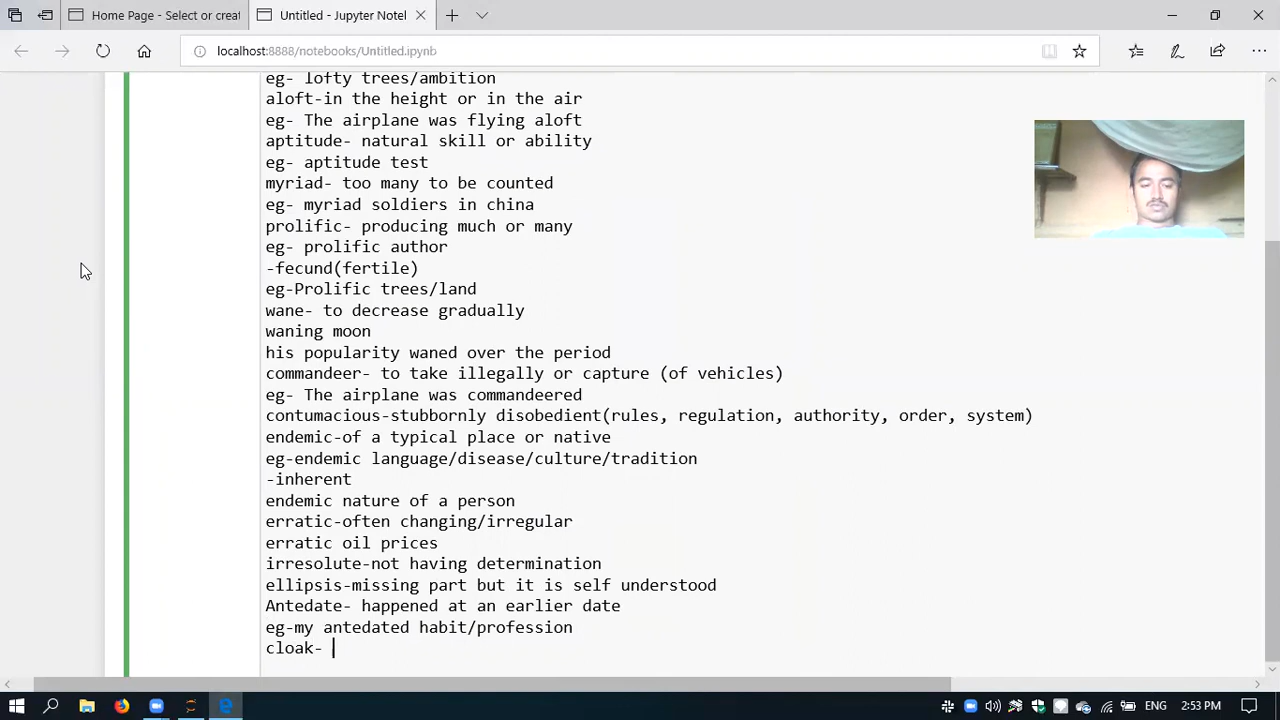 Home Page - Select or creat
Untitled - Jupyter Notel
localhost:8888/notebooks/Untitled.ipynb
eg- lofty trees/ambition
aloft-in the height or in the air
eg- The airplane was flying aloft
aptitude- natural skill or ability
eg- aptitude test
myriad- too many to be counted
eg- myriad soldiers in china
prolific- producing much or many
eg- prolific author
-fecund(fertile)
eg-Prolific trees/land
wane- to decrease gradually
waning moon
his popularity waned over the period
commandeer- to take illegally or capture (of vehicles)
eg- The airplane was commandeered
contumacious-stubbornly disobedient(rules, regulation, authority, order, system)
endemic-of a typical place or native
eg-endemic language/disease/culture/tradition
-inherent
endemic nature of a person
erratic-often changing/irregular
erratic oil prices
irresolute-not having determination
ellipsis-missing part but it is self understood
Antedate- happened at an earlier date
eg-my antedated habit/profession
cloak-
ENG 2:53 PM